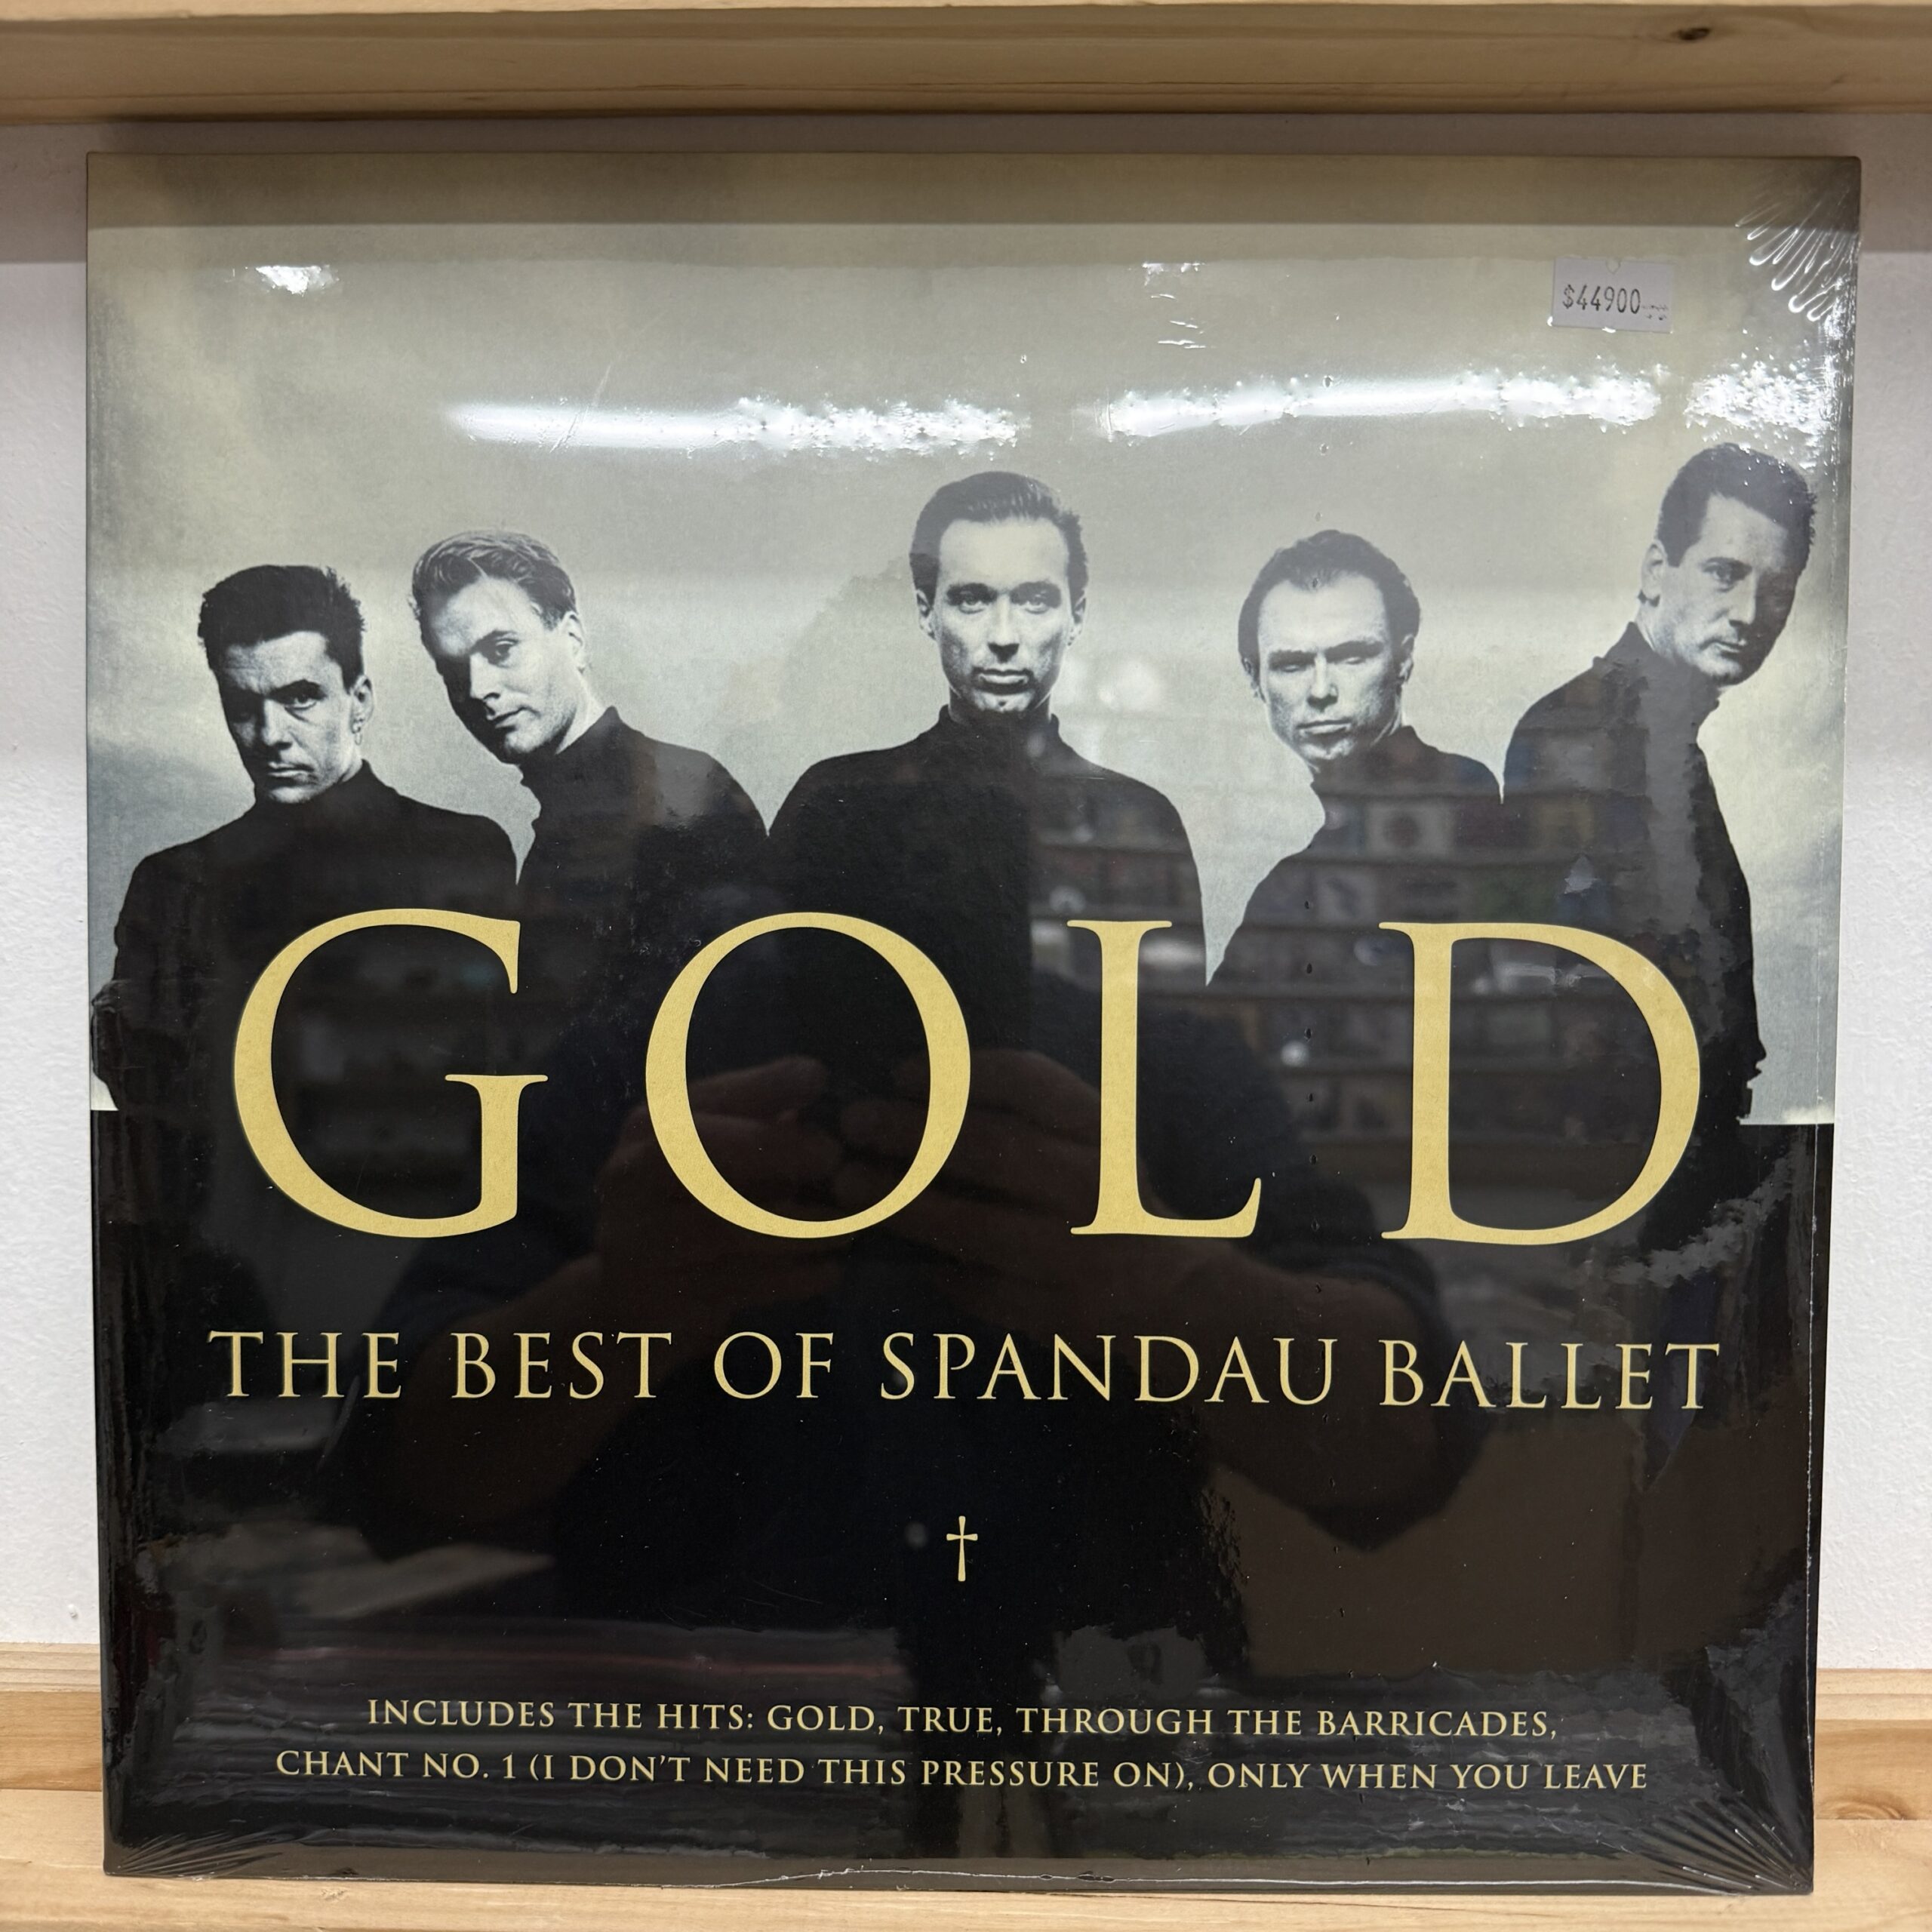 $44900
GOLD
THE BEST OF SPANDAU BALLET
INCLUDES THE HITS: GOLD, TRUE, THROUGH THE BARRICADES,
CHANT NO. 1 (I DON'T NEED THIS PRESSURE ON), ONLY WHEN YOU LEAVE